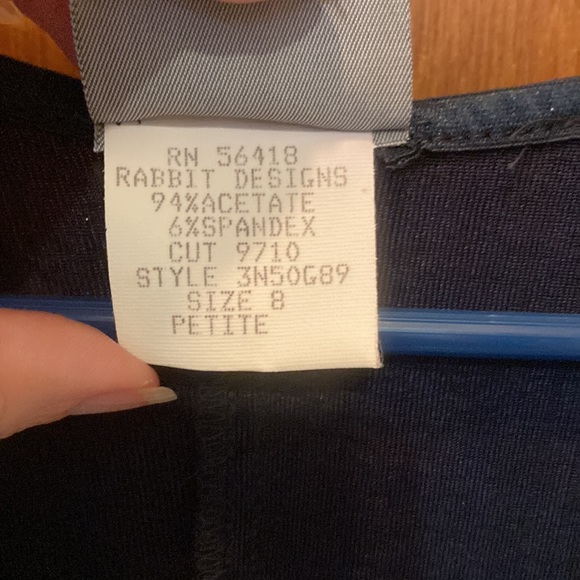 RN 56418
RABBIT DESIGNS
94%ACETATE
6%SPANDEX
CUT 9710
STYLE 3N50G89
SIZE 8
PETITE